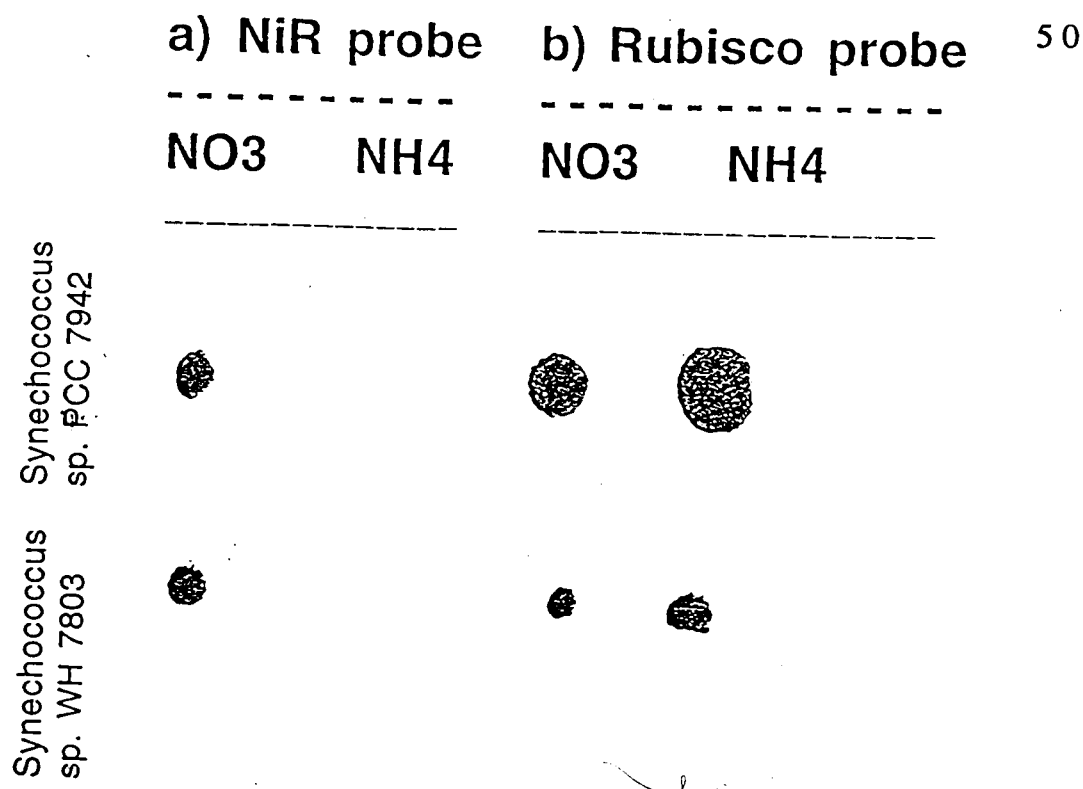 a) NiR probe b) Rubisco probe 50
NO3 NH4 NO3 NH4
Synechococcus
sp. PCC 7942
Synechococcus
sp. WH 7803